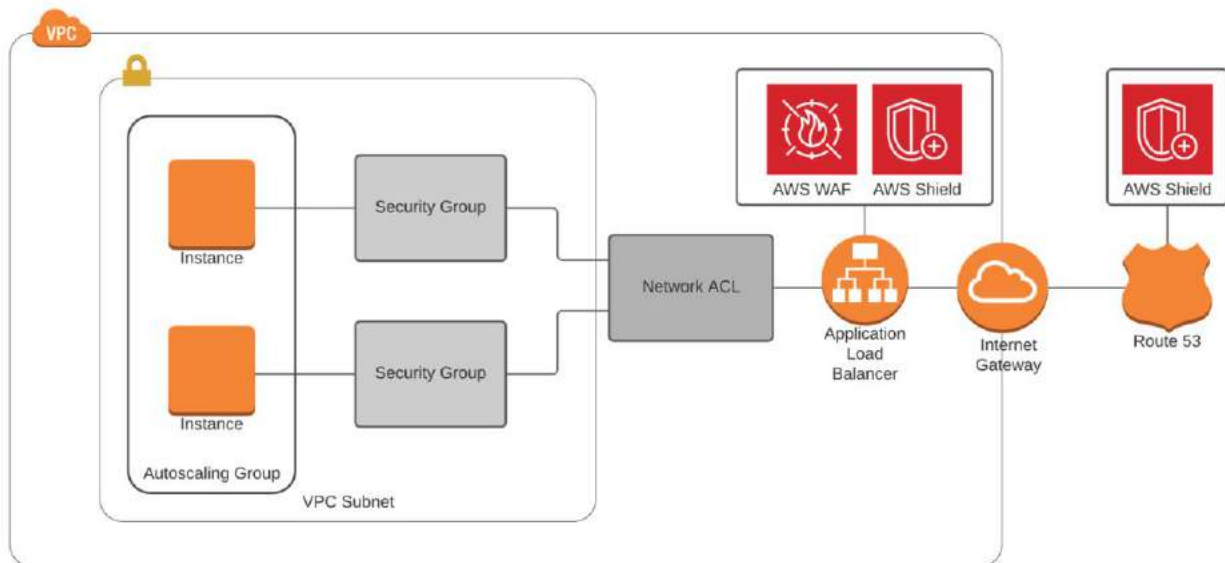 VPC
AWS WAF
AWS Shield
AWS Shield
Security Group
Instance
Network ACL
Application
Load
Balancer
Internet
Gateway
Route 53
Security Group
Instance
Autoscaling Group
VPC Subnet